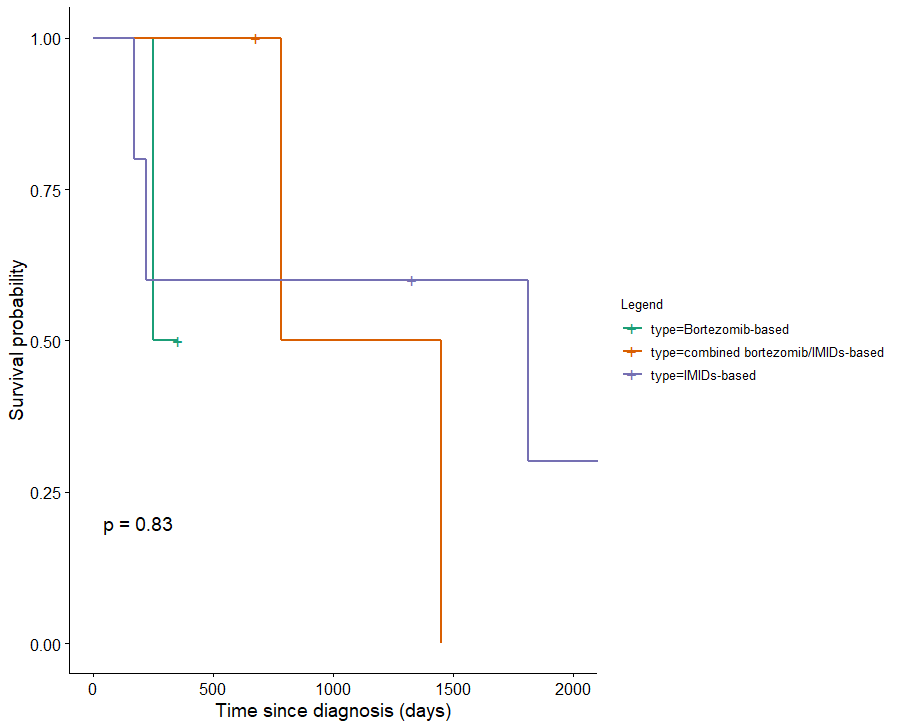 1.00
0.75
0.50
0.25
0.00
Survival probability
p = 0.83
0 500 1000 1500 2000
Time since diagnosis (days)
Legend
type=Bortezomib-based
type=combined bortezomib/IMIDs-based
type=IMIDs-based